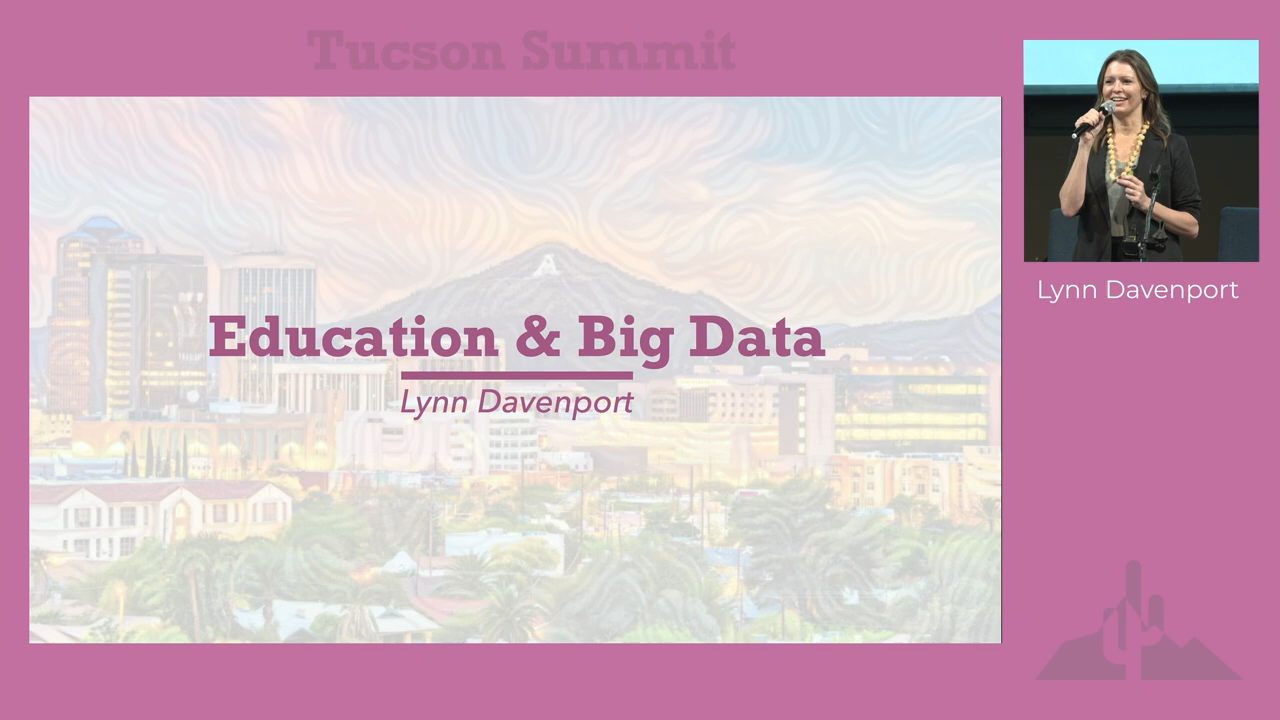 Tucson Summit
Education & Big Data
Lynn Davenport
Lynn Davenport
A